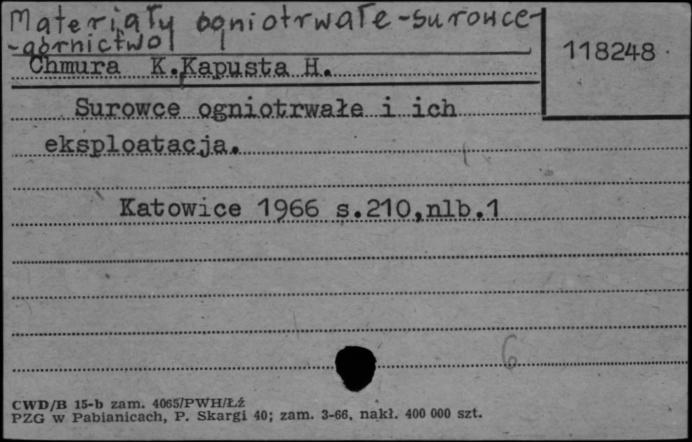 Materiały ogniotrwałe-surowce-
-górnictwo
118248
Chmura K.,Kapusta H.
Surowce ogniotrwałe i ich
eksploatacja.
Katowice 1966 s.210,nlb.1
6
CWD/B 15-b zam. 4065/PWH/Łź
PZG w Pabianicach, P. Skargi 40; zam. 3-66, nakł. 400 000 szt.